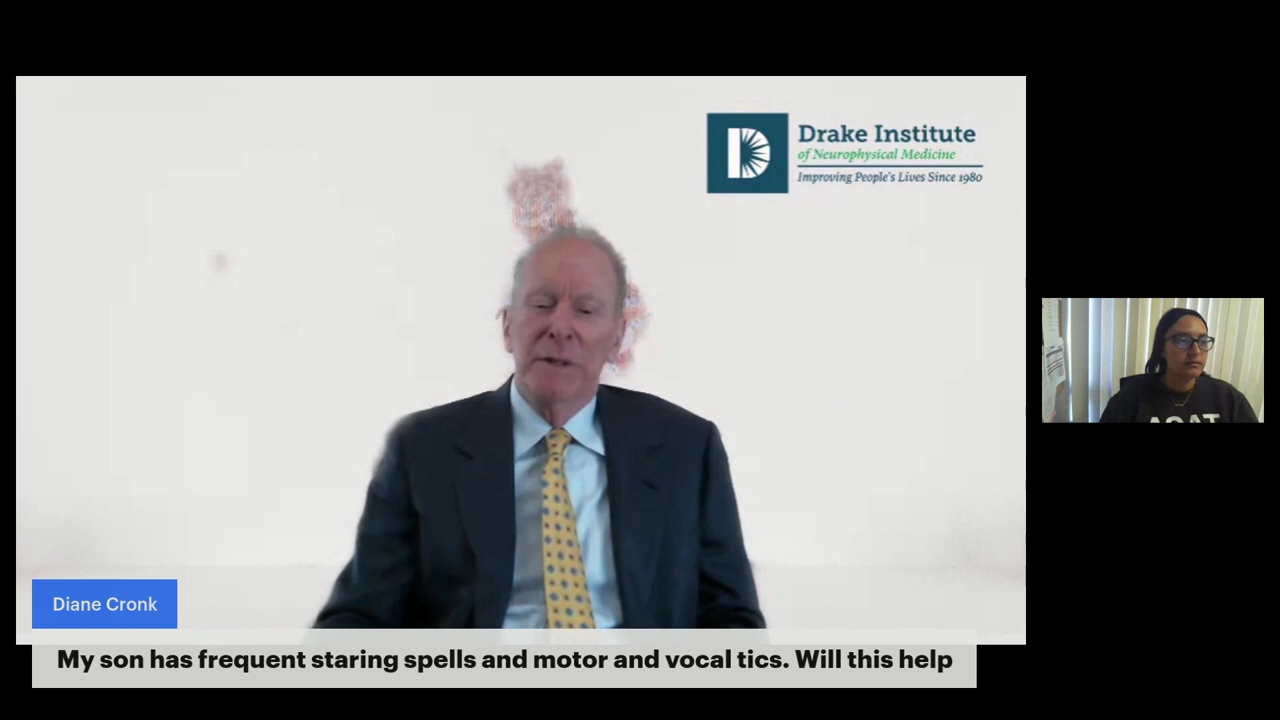 Drake Institute
of Neurophysical Medicine
Improving People's Lives Since 1980
Diane Cronk
My son has frequent staring spells and motor and vocal tics. Will this help